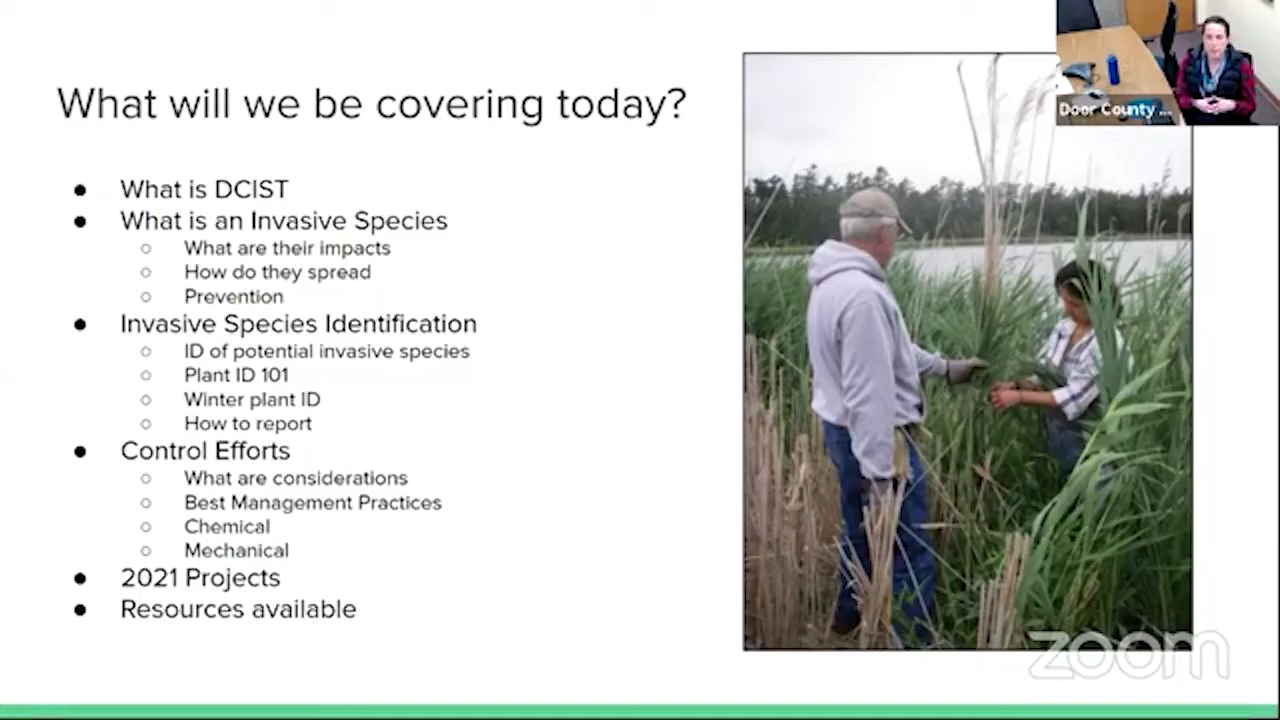 What will we be covering today?
● What is DCIST
● What is an Invasive Species
○ What are their impacts
○ How do they spread
○ Prevention
● Invasive Species Identification
○ ID of potential invasive species
○ Plant ID 101
○ Winter plant ID
○ How to report
● Control Efforts
○ What are considerations
○ Best Management Practices
○ Chemical
○ Mechanical
● 2021 Projects
● Resources available
Door County ...
zoom